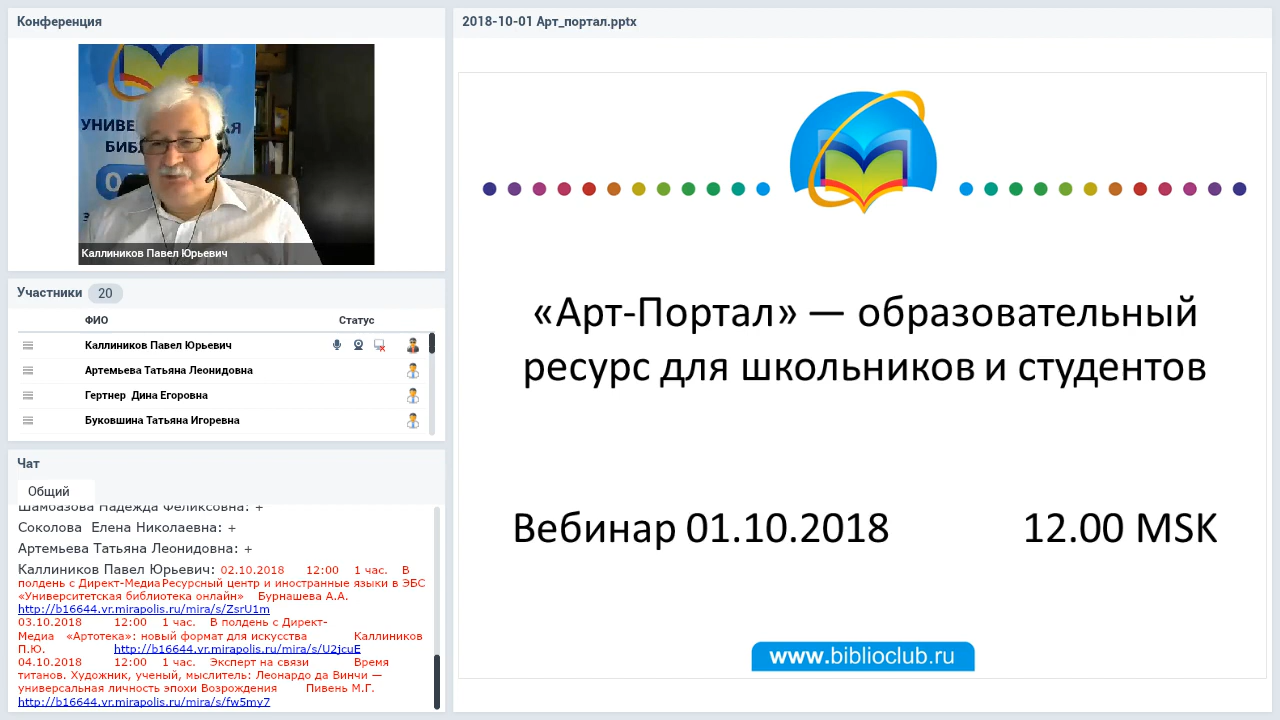 Конференция
УНИВЕ
АЯ
БИБЛ
Каллиников Павел Юрьевич
Участники 20
ФИО Статус
Каллиников Павел Юрьевич
Артемьева Татьяна Леонидовна
Гертнер Дина Егоровна
Буковшина Татьяна Игоревна
Чат
Общий
Шамбазова Надежда Феликсовна: +
Соколова Елена Николаевна: +
Артемьева Татьяна Леонидовна: +
Каллиников Павел Юрьевич: 02.10.2018 12:00 1 час. В
полдень с Директ-Медиа Ресурсный центр и иностранные языки в ЭБС
«Университетская библиотека онлайн» Бурнашева А.А.
http://b16644.vr.mirapolis.ru/mira/s/ZsrU1m
03.10.2018 12:00 1 час. В полдень с Директ-
Медиа «Артотека»: новый формат для искусства Каллиников
П.Ю. http://b16644.vr.mirapolis.ru/mira/s/U2jcuE
04.10.2018 12:00 1 час. Эксперт на связи Время
титанов. Художник, ученый, мыслитель: Леонардо да Винчи —
универсальная личность эпохи Возрождения Пивень М.Г.
http://b16644.vr.mirapolis.ru/mira/s/fw5my7
2018-10-01 Арт_портал.pptx
«Арт-Портал» — образовательный
ресурс для школьников и студентов
Вебинар 01.10.2018 12.00 MSK
www.biblioclub.ru